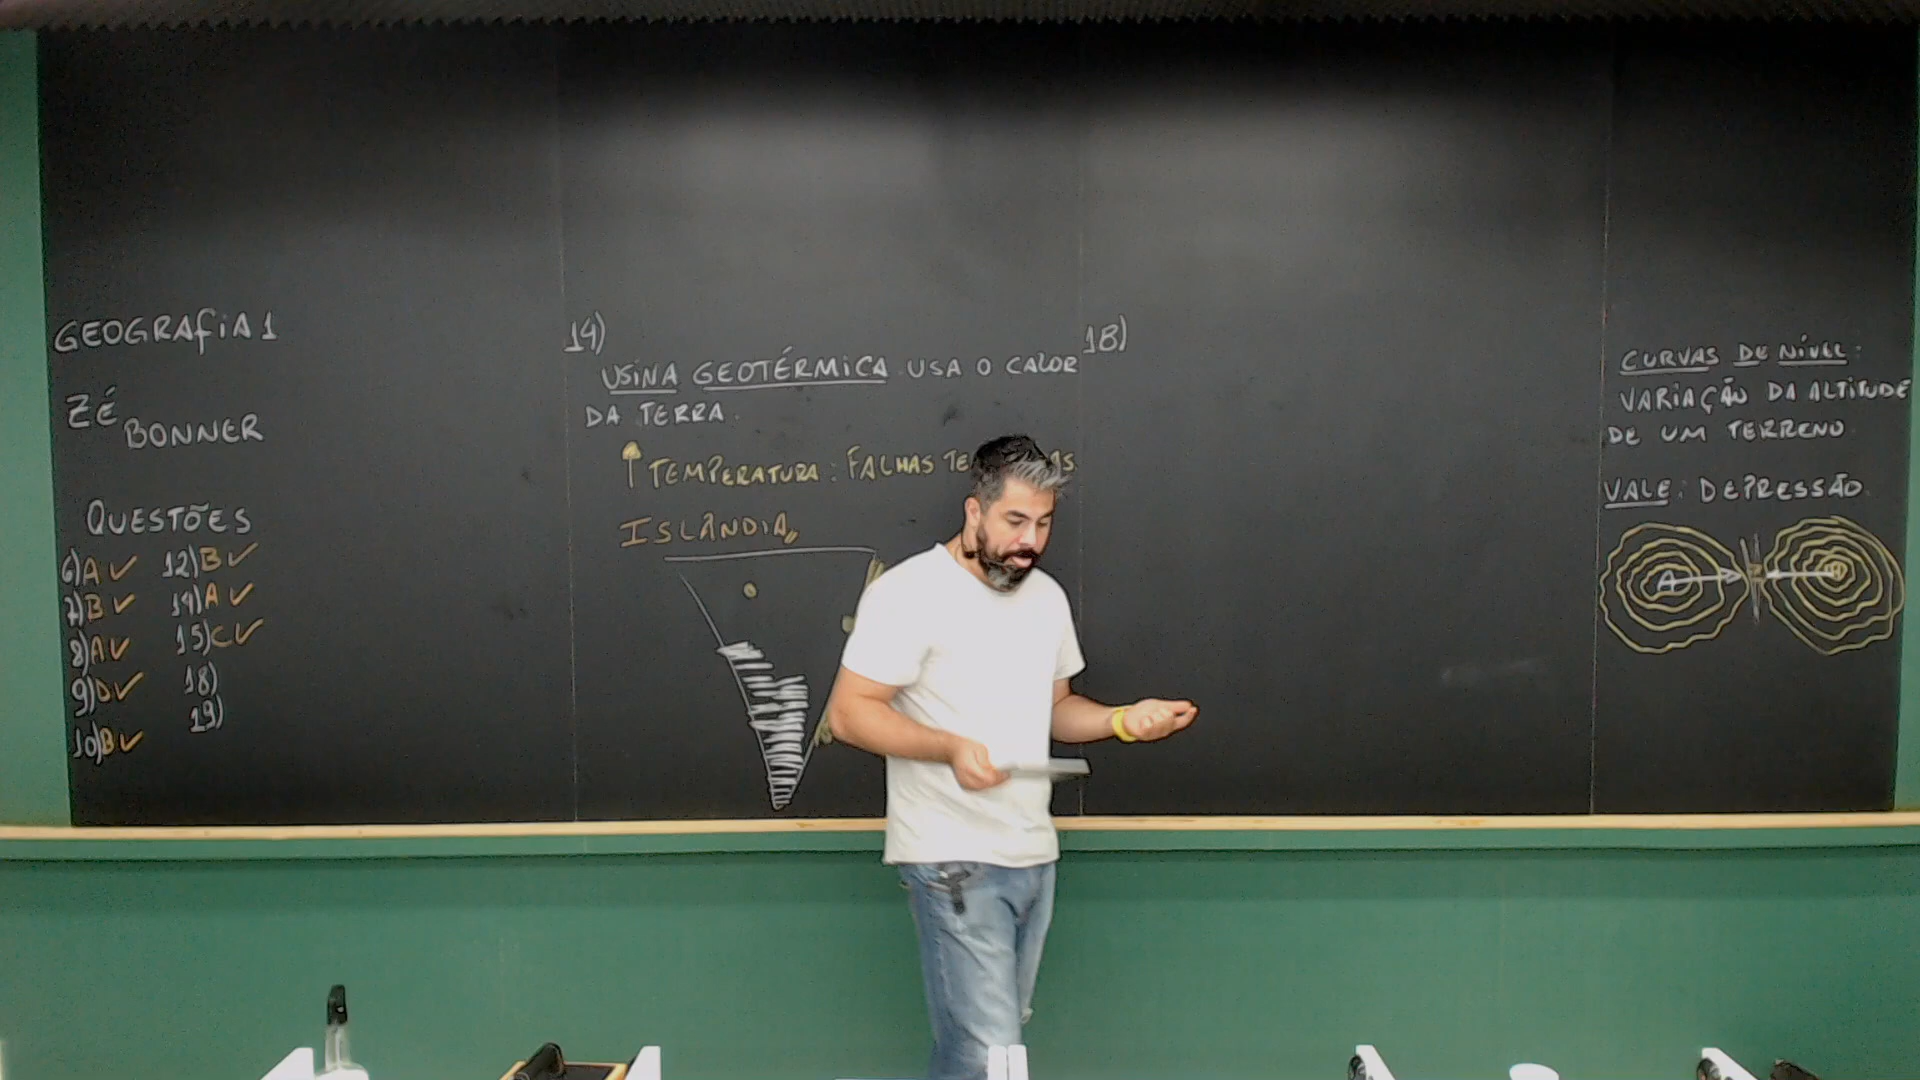 GEOGRAFIA 1
ZÉ
BONNER
QUESTÕES
6) A ✓ 12) B ✓
7) B ✓ 14) A ✓
8) A ✓ 15) C ✓
9) D ✓ 18)
10) B ✓ 19)
14)
USINA GEOTÉRMICA USA O CALOR
DA TERRA.
↑ TEMPERATURA: FALHAS
ISLÂNDIA
18)
CURVAS DE NÍVEL:
VARIAÇÃO DA ALTITUDE
DE UM TERRENO
VALE: DEPRESSÃO
A